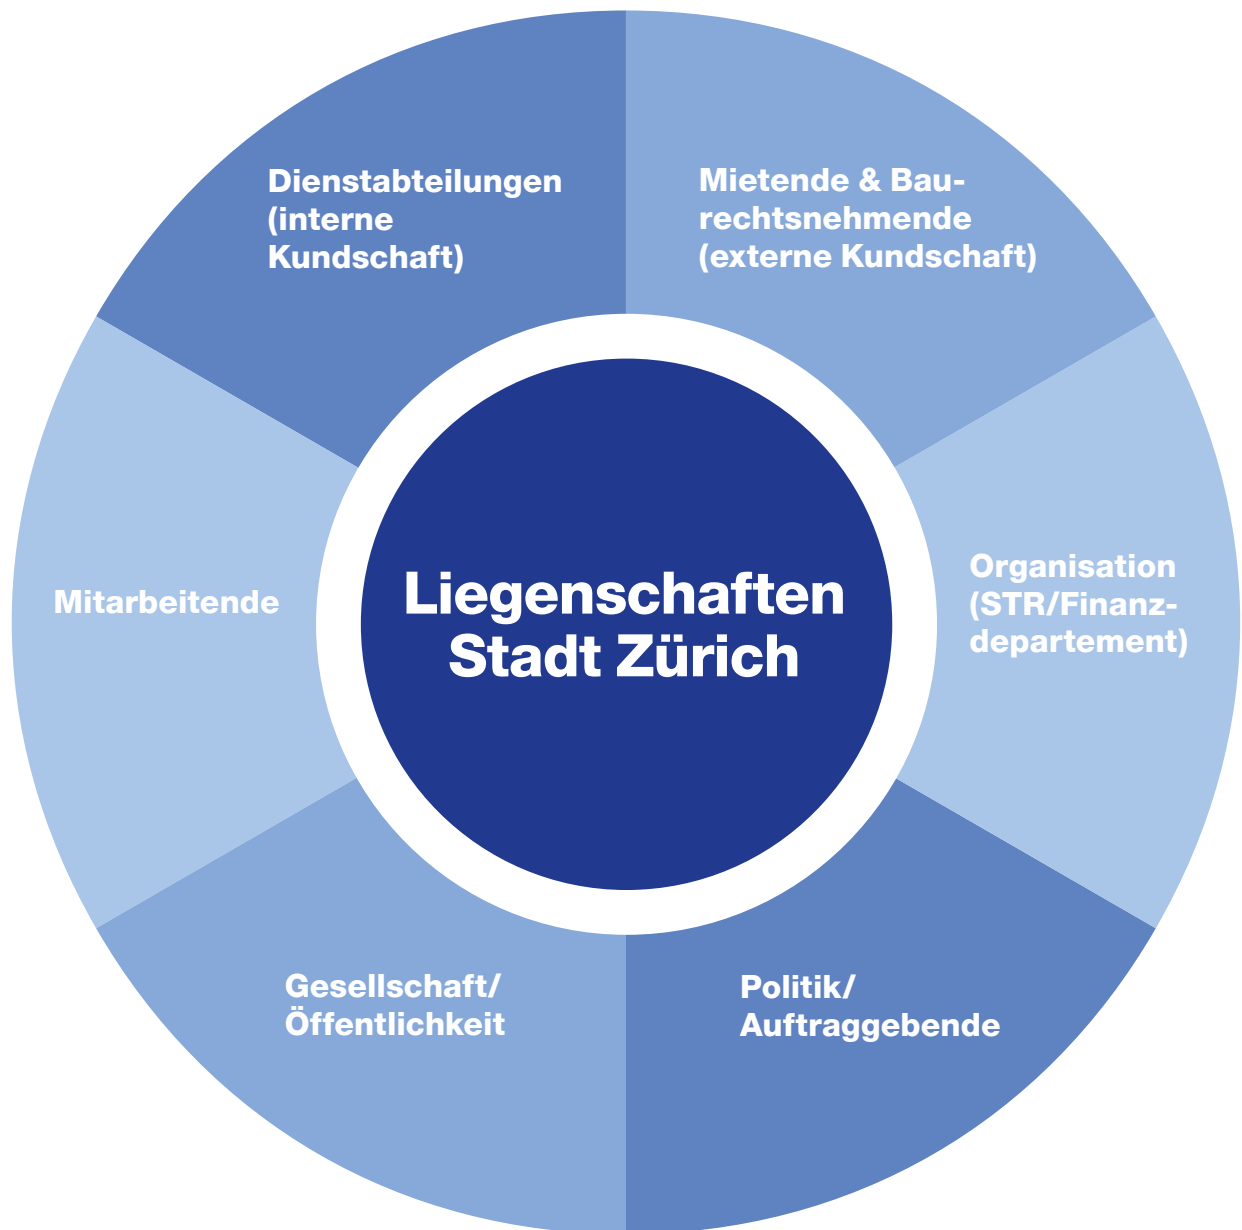 Dienstabteilungen
(interne
Kundschaft)
Mietende & Bau-
rechtsnehmende
(externe Kundschaft)
Mitarbeitende
Liegenschaften
Stadt Zürich
Organisation
(STR/Finanz-
departement)
Gesellschaft/
Öffentlichkeit
Politik/
Auftraggebende